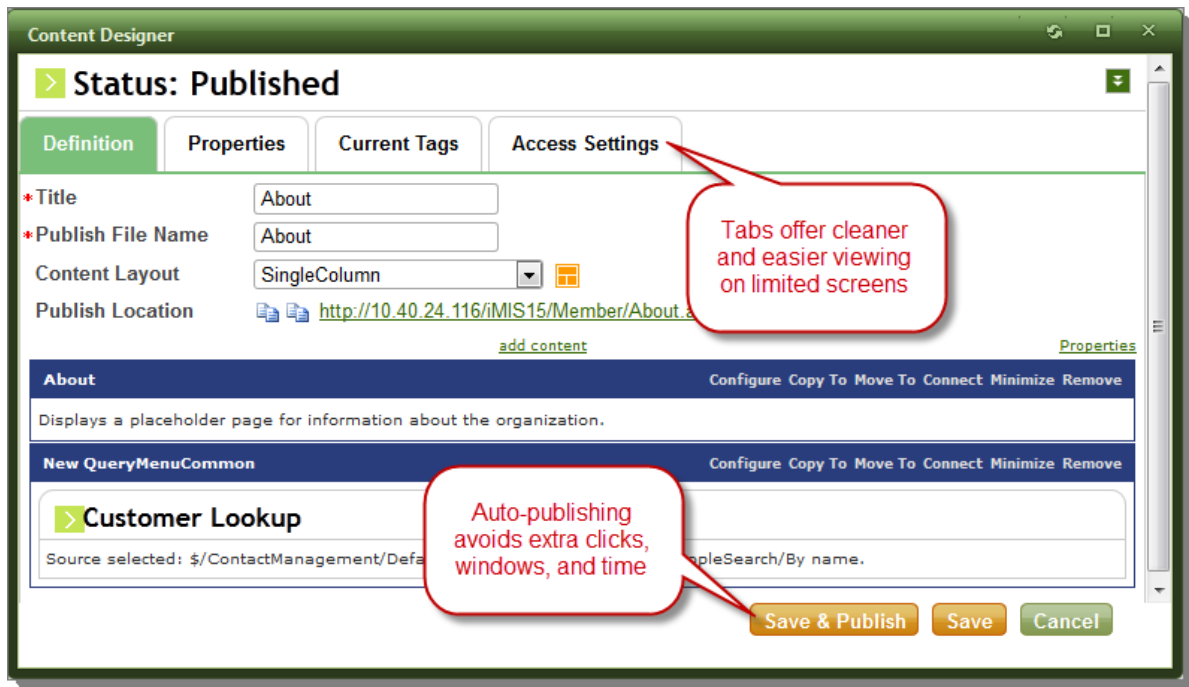 Content Designer
Status: Published
Definition Properties Current Tags Access Settings
*Title About
*Publish File Name About
Content Layout SingleColumn
Publish Location http://10.40.24.116/iMIS15/Member/About.
Tabs offer cleaner
and easier viewing
on limited screens
add content Properties
About Configure Copy To Move To Connect Minimize Remove
Displays a placeholder page for information about the organization.
New QueryMenuCommon Configure Copy To Move To Connect Minimize Remove
Customer Lookup
Source selected: $/ContactManagement/Defa pleSearch/By name.
Auto-publishing
avoids extra clicks,
windows, and time
Save & Publish Save Cancel